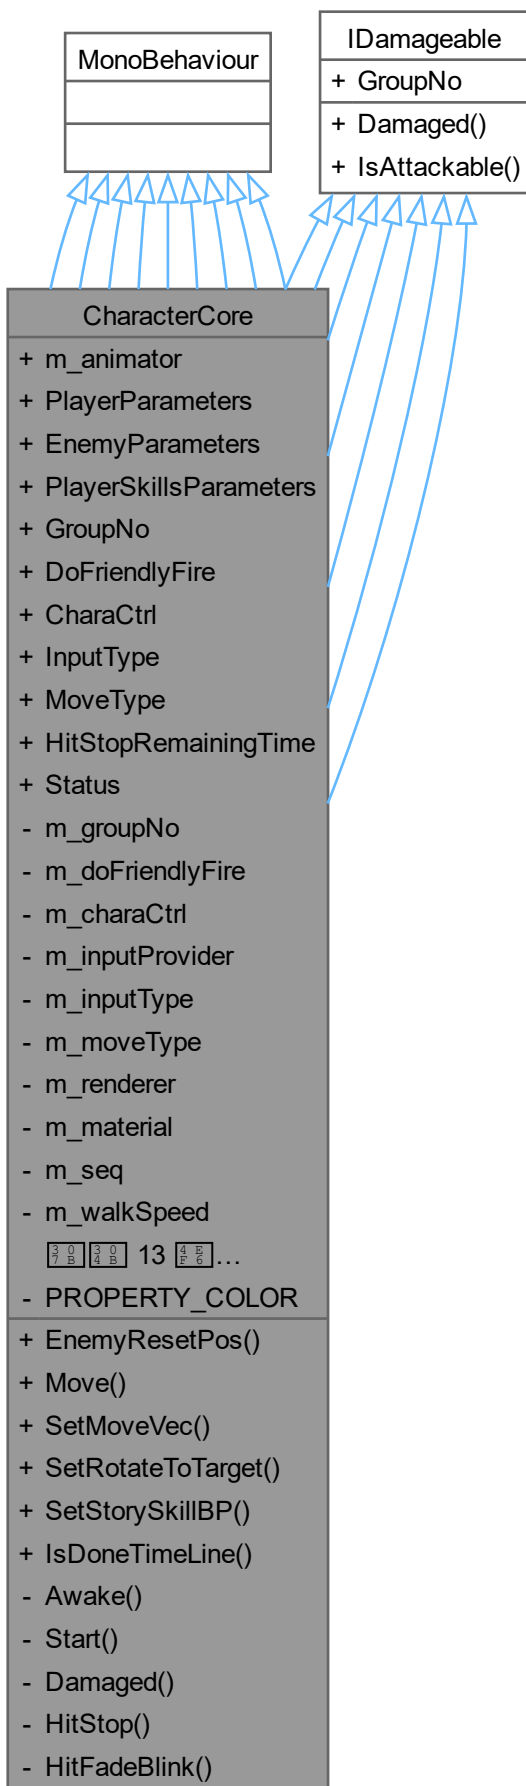 MonoBehaviour
IDamageable
+ GroupNo
+ Damaged()
+ IsAttackable()
CharacterCore
+ m_animator
+ PlayerParameters
+ EnemyParameters
+ PlayerSkillsParameters
+ GroupNo
+ DoFriendlyFire
+ CharaCtrl
+ InputType
+ MoveType
+ HitStopRemainingTime
+ Status
- m_groupNo
- m_doFriendlyFire
- m_charaCtrl
- m_inputProvider
- m_inputType
- m_moveType
- m_renderer
- m_material
- m_seq
- m_walkSpeed
13 ...
- PROPERTY_COLOR
+ EnemyResetPos()
+ Move()
+ SetMoveVec()
+ SetRotateToTarget()
+ SetStorySkillBP()
+ IsDoneTimeLine()
- Awake()
- Start()
- Damaged()
- HitStop()
- HitFadeBlink()